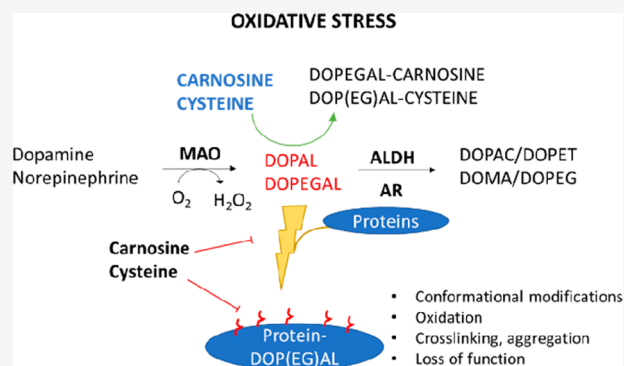 OXIDATIVE STRESS
CARNOSINE
CYSTEINE
DOPEGAL-CARNOSINE
DOP(EG)AL-CYSTEINE
Dopamine
Norepinephrine
MAO
O₂
H₂O₂
DOPAL
DOPEGAL
ALDH
AR
DOPAC/DOPET
DOMA/DOPEG
Proteins
Carnosine
Cysteine
Protein-
DOP(EG)AL
• Conformational modifications
• Oxidation
• Crosslinking, aggregation
• Loss of function